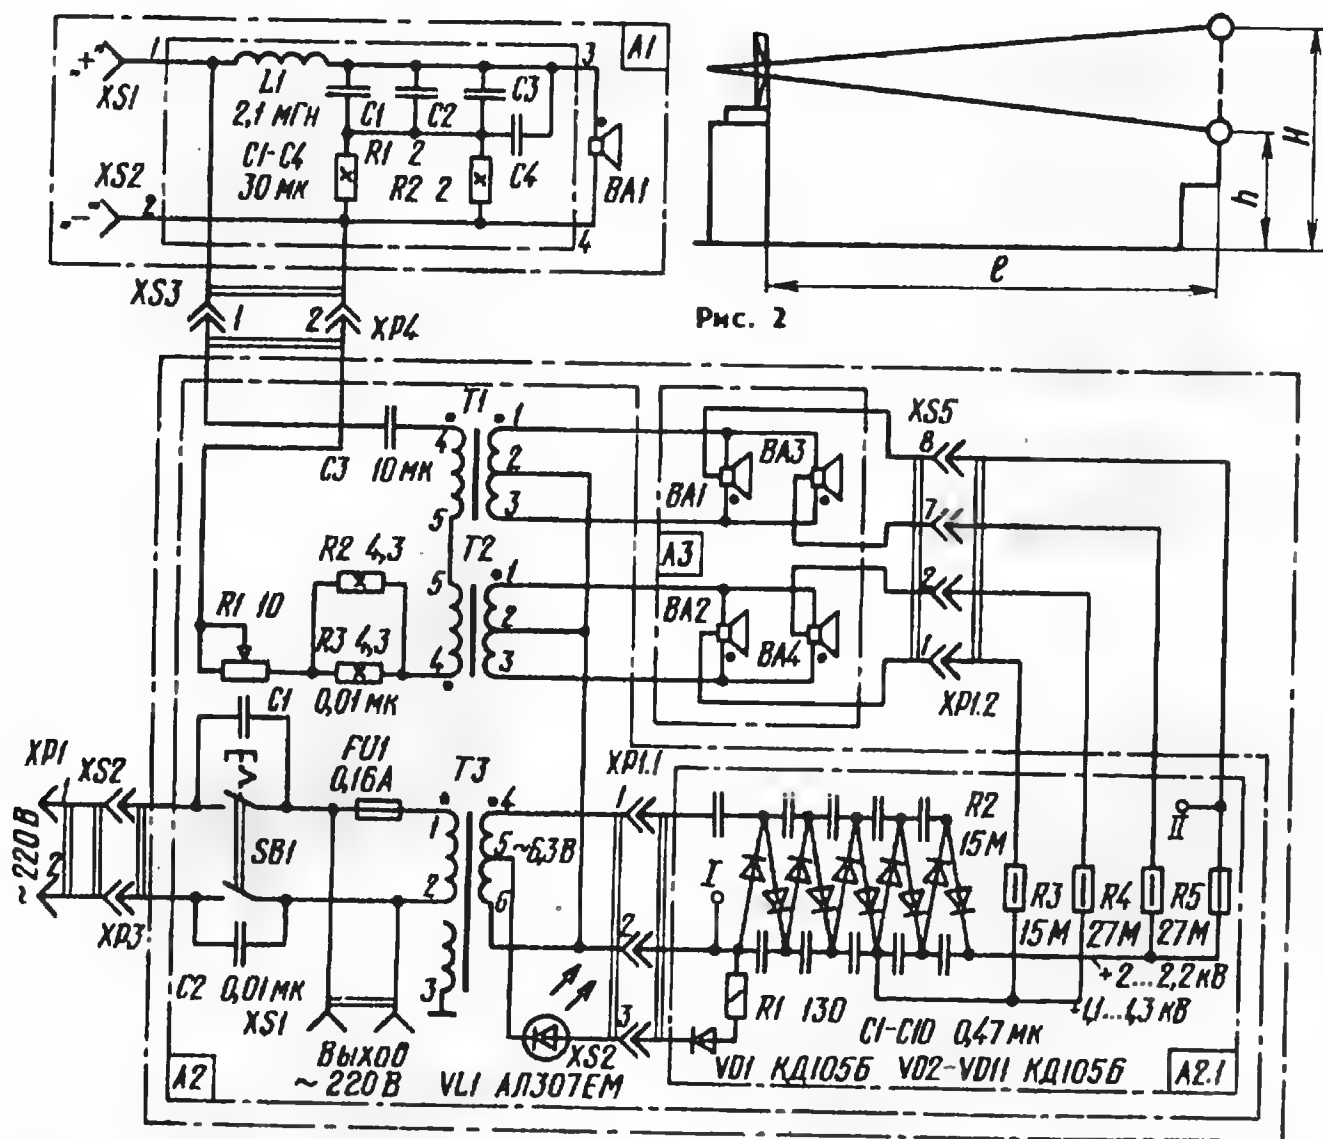 A1
„+“
1
XS1
L1
2,1 мГн
C1-C4
30 мк
C1
C2
C3
C4
R1 2
R2 2
3
BA1
XS2
„-“
2
4
H
h
ℓ
Рис. 2
XS3
1
2
XP4
T1
4
1
2
3
5
C3 10 мк
T2
5
1
2
3
4
R2 4,3
R3 4,3
R1 10
BA1
BA3
A3
BA2
BA4
XS5
8
7
2
1
XP1.2
C1 0,01 мк
XP1
XS2
1
2
~220 В
XP3
SB1
FU1
0,16А
T3
1
2
3
4
5
6
~6,3В
XP1.1
1
2
3
I
II
R2
15М
R3
15М
R4
27М
R5
27М
+2...2,2кВ
+1,1...1,3 кВ
R1 130
C1-C10 0,47 мк
VD1 КД105Б VD2-VD11 КД105Б
A2.1
C2 0,01 мк
XS1
Выход
~220В
VL1 АЛ307ЕМ
XS2
A2